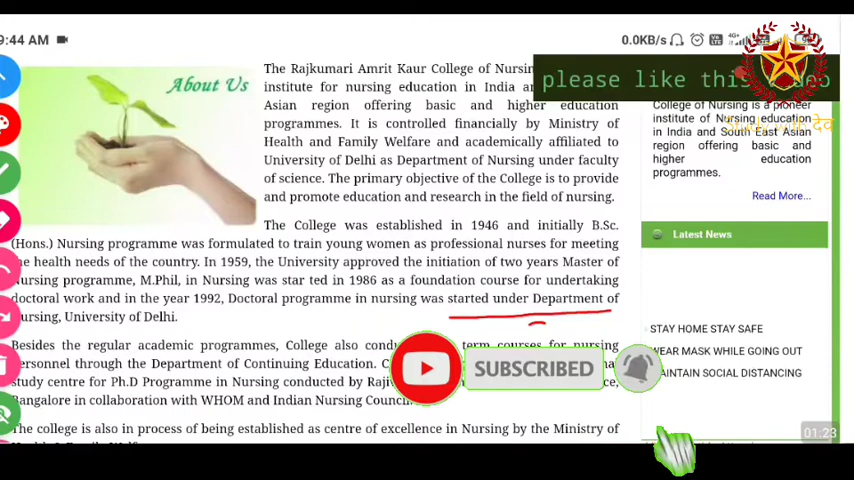 9:44 AM
0.0KB/s
4G+
About Us
The Rajkumari Amrit Kaur College of
institute for nursing education in India
Asian region offering basic and higher education
programmes. It is controlled financially by Ministry of
Health and Family Welfare and academically affiliated to
University of Delhi as Department of Nursing under faculty
of science. The primary objective of the College is to provide
and promote education and research in the field of nursing.
The College was established in 1946 and initially B.Sc.
(Hons.) Nursing programme was formulated to train young women as professional nurses for meeting
the health needs of the country. In 1959, the University approved the initiation of two years Master of
Nursing programme, M.Phil, in Nursing was star ted in 1986 as a foundation course for undertaking
doctoral work and in the year 1992, Doctoral programme in nursing was started under Department of
Nursing, University of Delhi.
Besides the regular academic programmes, College also term courses for nursing
personnel through the Department of Continuing Education.
study centre for Ph.D Programme in Nursing conducted by
Bangalore in collaboration with WHOM and Indian Nursing Council.
The college is also in process of being established as centre of excellence in Nursing by the Ministry of
please like this
College of Nursing is a pioneer
institute of Nursing education
in India and South East Asian
region offering basic and
higher education
programmes.
Read More...
Latest News
STAY HOME STAY SAFE
WEAR MASK WHILE GOING OUT
MAINTAIN SOCIAL DISTANCING
SUBSCRIBED
01:23